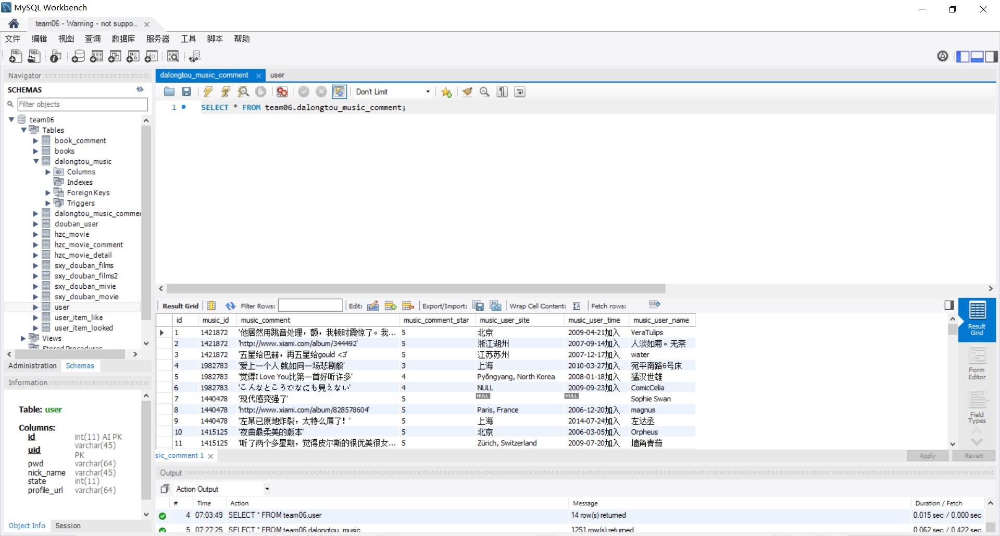 MySQL Workbench
team06 - Warning - not suppo...
文件 编辑 视图 查询 数据库 服务器 工具 脚本 帮助
Navigator
SCHEMAS
Filter objects
team06
Tables
book_comment
books
dalongtou_music
Columns
Indexes
Foreign Keys
Triggers
dalongtou_music_commer
douban_user
hzc_movie
hzc_movie_comment
hzc_movie_detail
sxy_douban_films
sxy_douban_films2
sxy_douban_mivie
sxy_douban_movie
user
user_item_like
user_item_looked
Views
Stored Procedures
Administration Schemas
Information
Table: user
Columns:
id int(11) AI PK
uid varchar(45) PK
pwd varchar(64)
nick_name varchar(45)
state int(11)
profile_url varchar(64)
Object Info Session
dalongtou_music_comment user
Don't Limit
1 SELECT * FROM team06.dalongtou_music_comment;
Result Grid Filter Rows: Edit: Export/Import: Wrap Cell Content: Fetch rows:
id music_id music_comment music_comment_star music_user_site music_user_time music_user_name
1 1421872 '他居然用跳音处理，额，我顿时震惊了。我... 5 北京 2009-04-21加入 VeraTulips
2 1421872 'http://www.xiami.com/album/344492' 5 浙江湖州 2007-09-14加入 人淡如菊。无奈
3 1421872 '五星给巴赫，再五星给gould <3' 5 江苏苏州 2007-12-17加入 water
4 1982783 '爱上一个人 就如同一场悲剧般' 3 上海 2010-03-27加入 宛平南路6号床
5 1982783 '觉得I Love You比第一首好听许多' 4 Pyŏngyang, North Korea 2008-01-18加入 猛汉世雄
6 1982783 'こんなところでなにも見えない' 4 NULL 2009-09-23加入 ComicCelia
7 1440478 '现代感变强了' 5 NULL NULL Sophie Swan
8 1440478 'http://www.xiami.com/album/828578604' 5 Paris, France 2006-12-20加入 magnus
9 1440478 '左某已原地炸裂，太特么屌了！' 5 上海 2014-07-24加入 左达丞
10 1415125 '夜曲最柔美的版本' 5 北京 2006-03-05加入 Orpheus
11 1415125 '听了两个多星期，觉得皮尔斯的很优美很女... 5 Zürich, Switzerland 2009-07-20加入 墙角青苔
Result Grid
Form Editor
Field Types
sic_comment 1
Apply Revert
Output
Action Output
# Time Action Message Duration / Fetch
4 07:03:49 SELECT * FROM team06.user 14 row(s) returned 0.015 sec / 0.000 sec
5 07:27:25 SELECT * FROM team06.dalongtou_music 1251 row(s) returned 0.062 sec / 0.422 sec